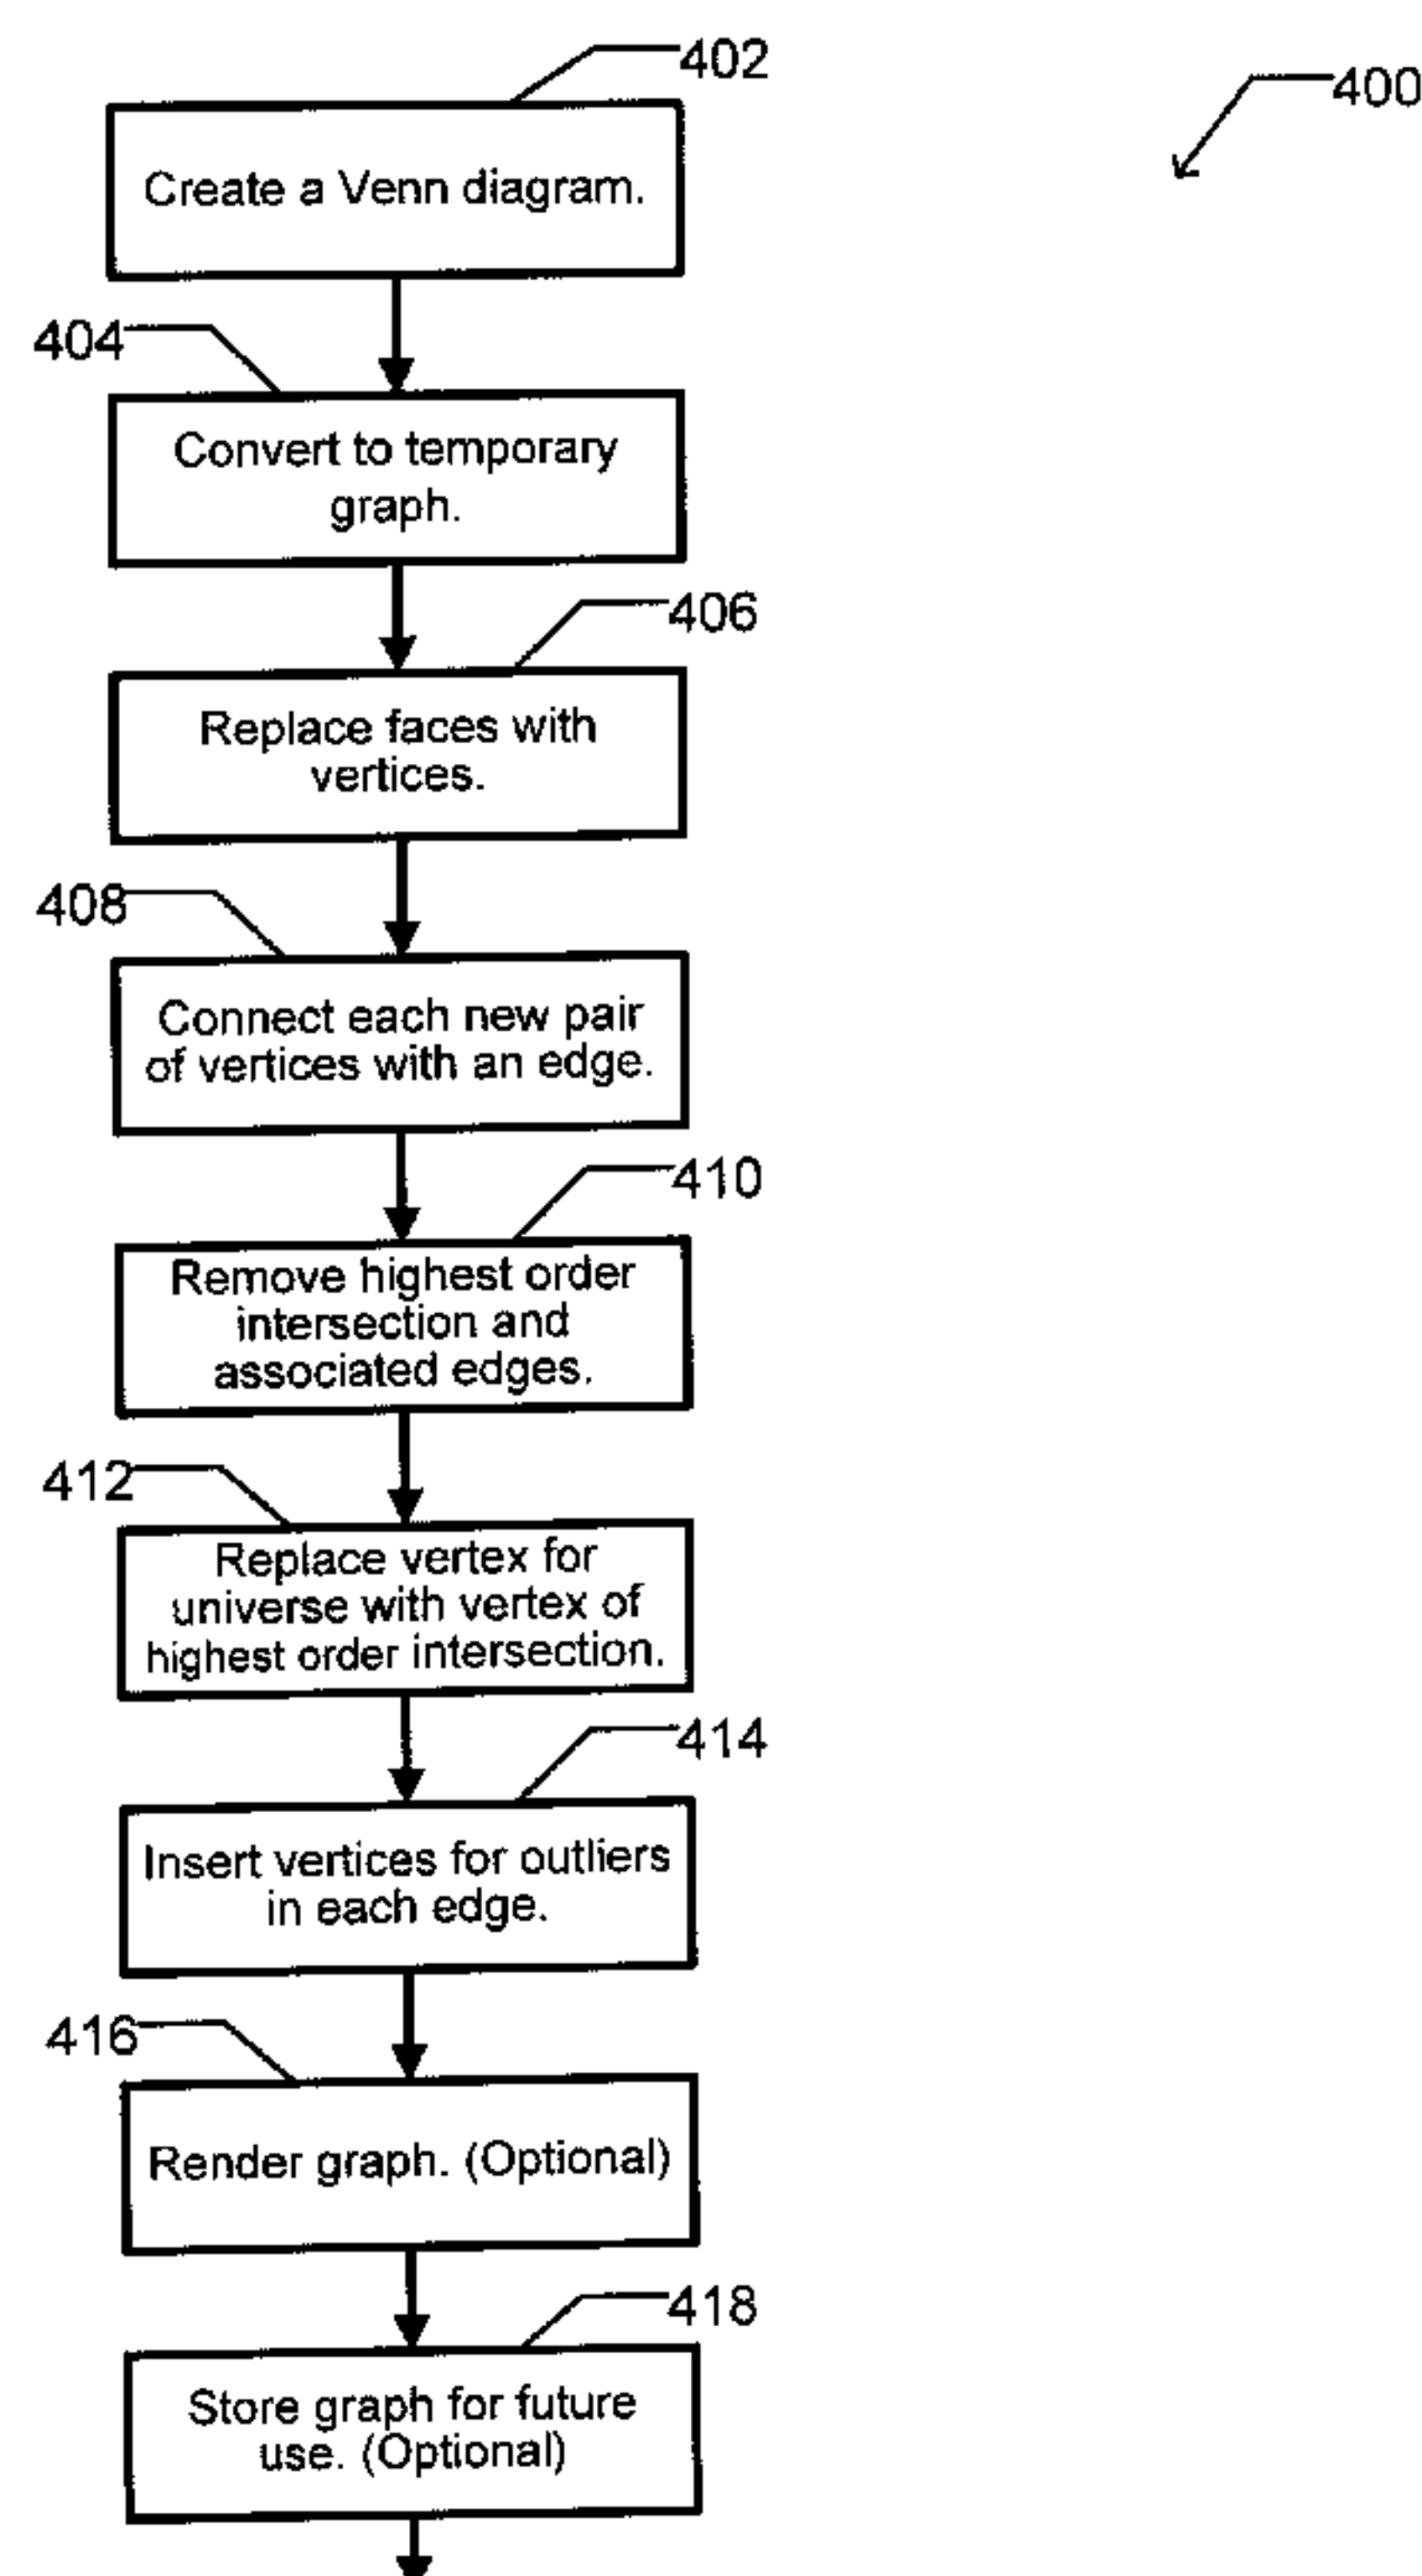 402
400
Create a Venn diagram.
404
Convert to temporary
graph.
406
Replace faces with
vertices.
408
Connect each new pair
of vertices with an edge.
410
Remove highest order
intersection and
associated edges.
412
Replace vertex for
universe with vertex of
highest order intersection.
414
Insert vertices for outliers
in each edge.
416
Render graph. (Optional)
418
Store graph for future
use. (Optional)